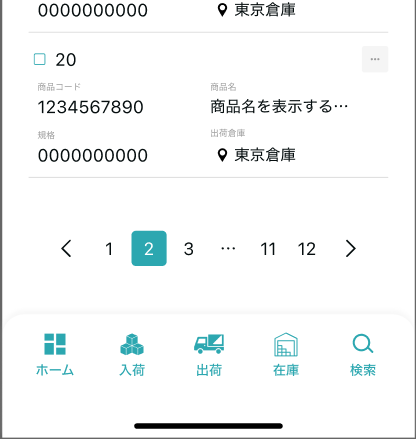 0000000000 東京倉庫
20 ···
商品コード 商品名
1234567890 商品名を表示する…
規格 出荷倉庫
0000000000 東京倉庫
1 2 3 … 11 12
ホーム 入荷 出荷 在庫 検索